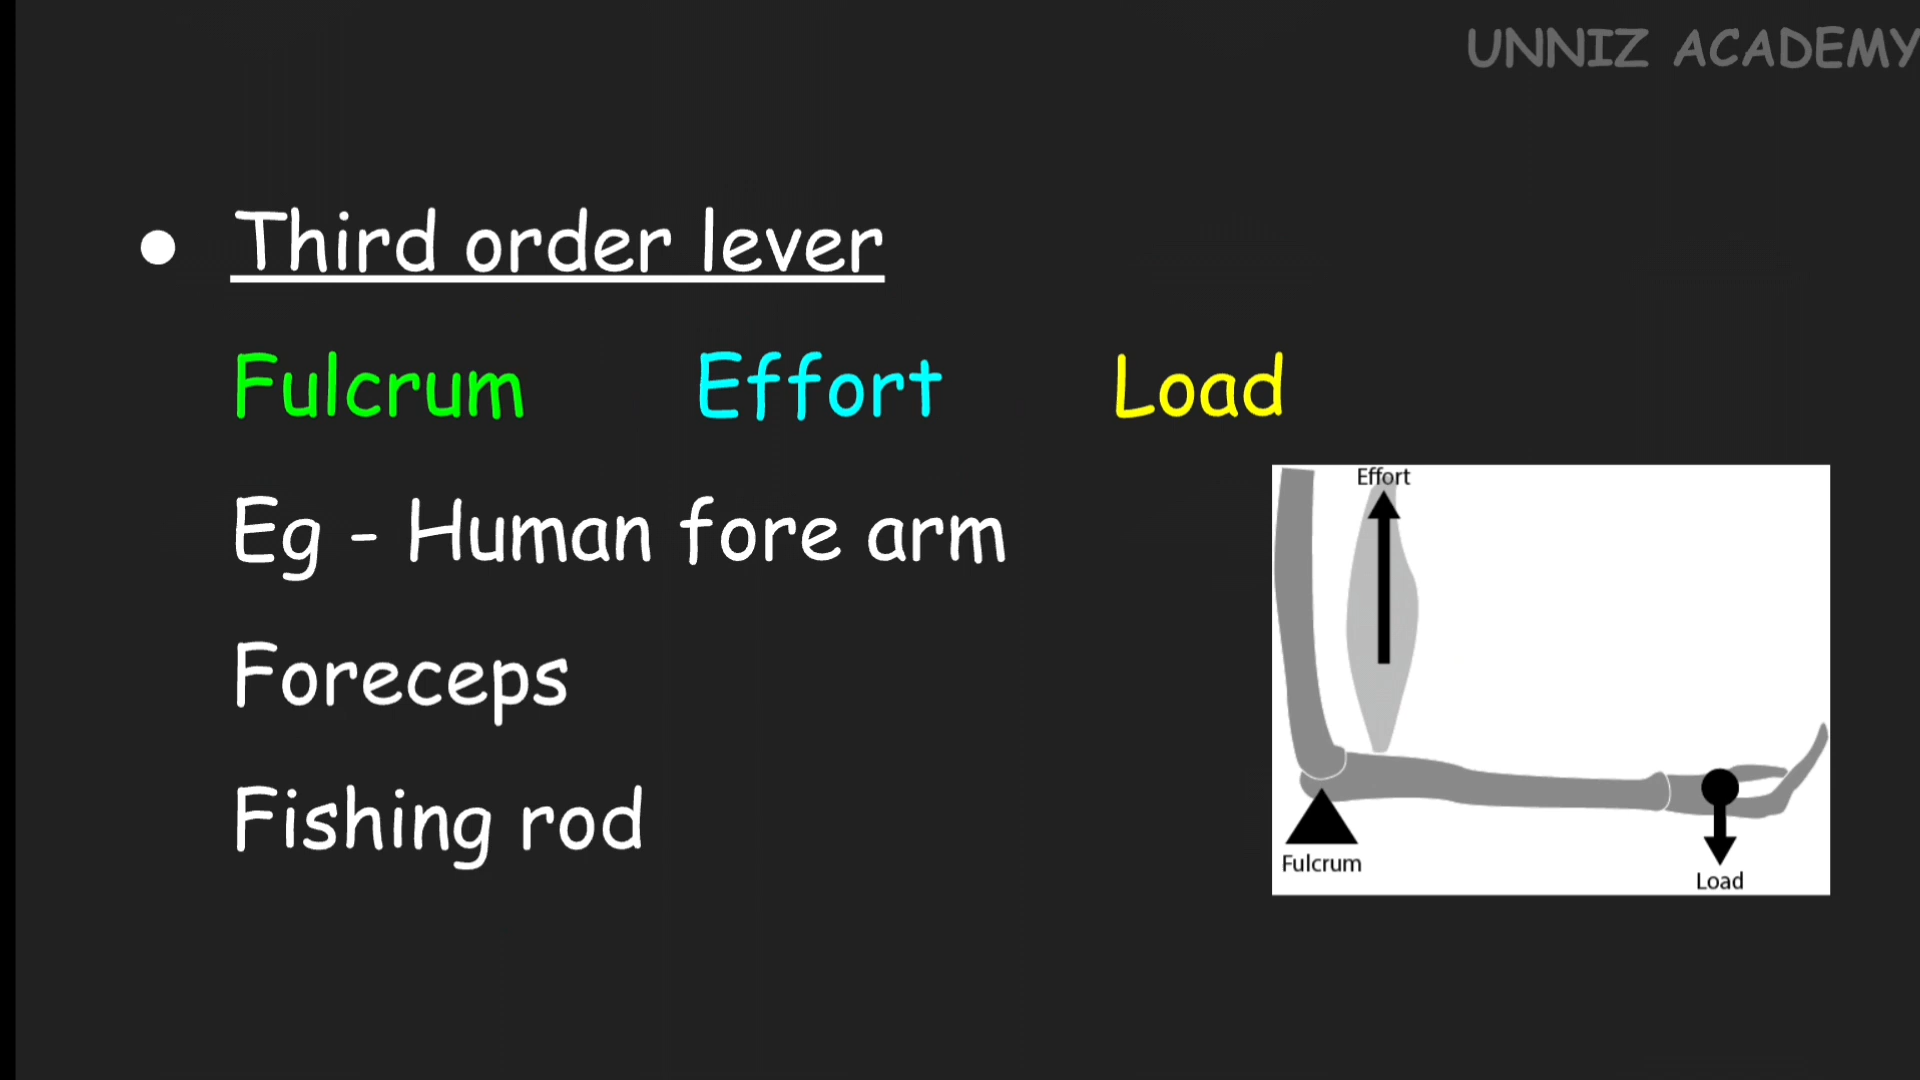 UNNIZ ACADEMY
• Third order lever
Fulcrum Effort Load
Eg - Human fore arm
Foreceps
Fishing rod
Effort
Fulcrum
Load